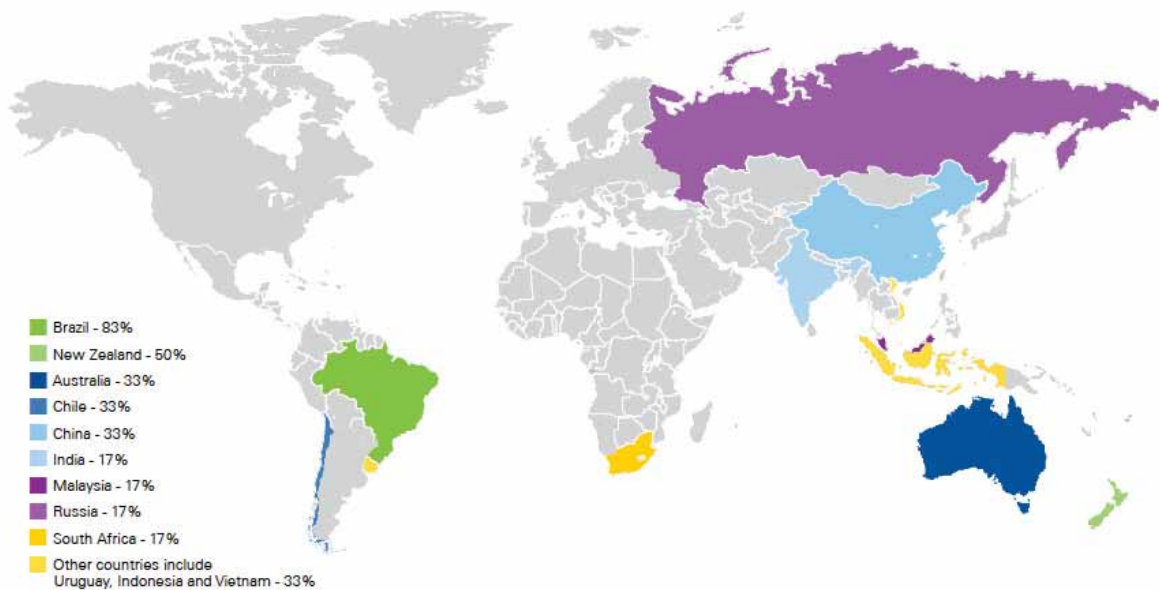 Brazil - 83%
New Zealand - 50%
Australia - 33%
Chile - 33%
China - 33%
India - 17%
Malaysia - 17%
Russia - 17%
South Africa - 17%
Other countries include
Uruguay, Indonesia and Vietnam - 33%